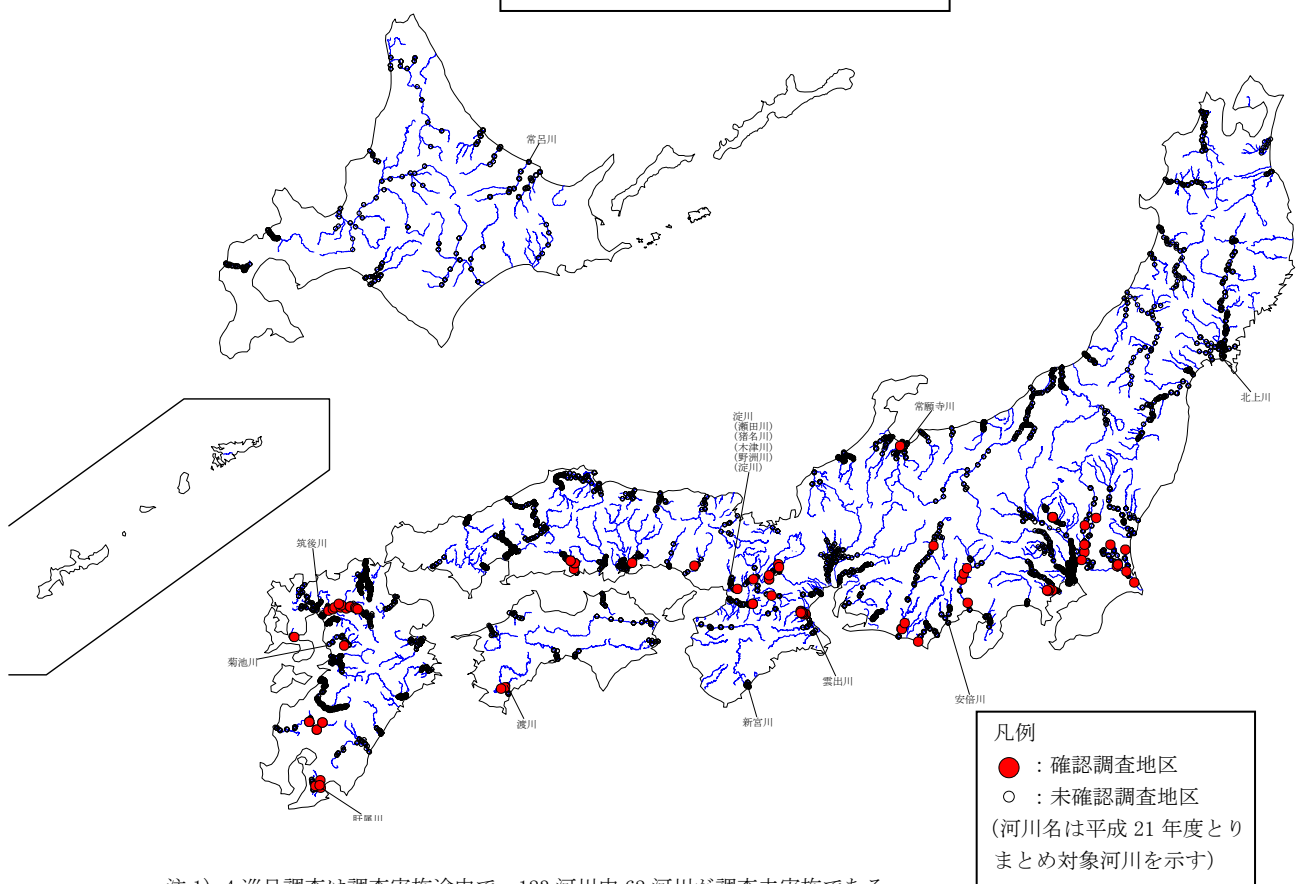 常呂川
北上川
常願寺川
淀川
(瀬田川)
(猪名川)
(木津川)
(野洲川)
(淀川)
筑後川
菊池川
雲出川
安倍川
新宮川
渡川
肝属川
凡例
：確認調査地区
：未確認調査地区
(河川名は平成 21 年度とり
まとめ対象河川を示す)